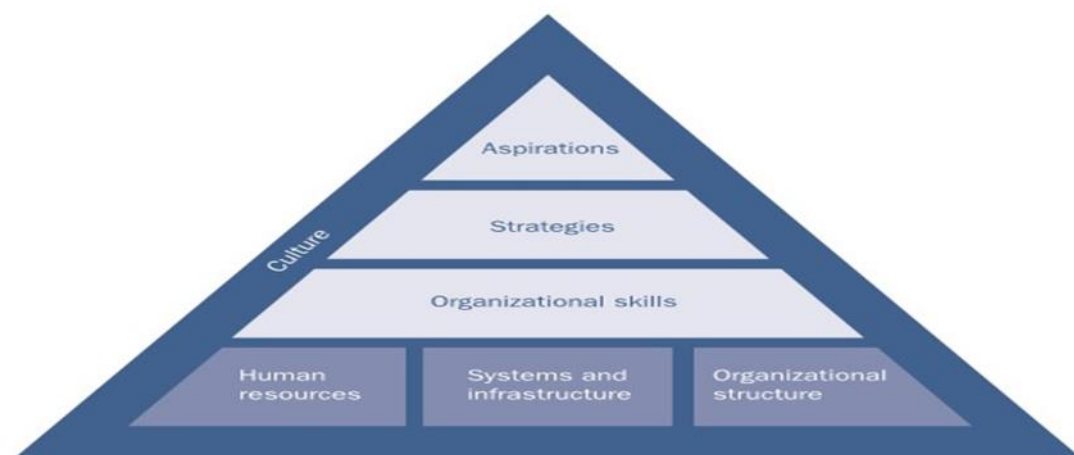 Aspirations
Strategies
Culture
Organizational skills
Human
resources
Systems and
infrastructure
Organizational
structure